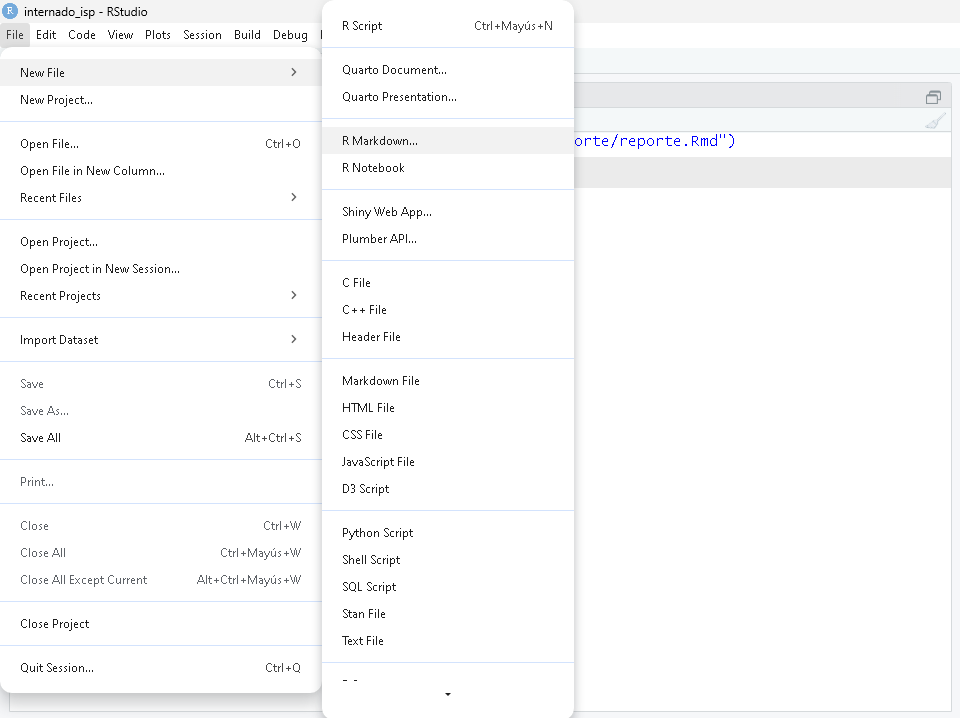 internado_isp - RStudio
File Edit Code View Plots Session Build Debug
New File
New Project...
Open File... Ctrl+O
Open File in New Column...
Recent Files
Open Project...
Open Project in New Session...
Recent Projects
Import Dataset
Save Ctrl+S
Save As...
Save All Alt+Ctrl+S
Print...
Close Ctrl+W
Close All Ctrl+Mayús+W
Close All Except Current Alt+Ctrl+Mayús+W
Close Project
Quit Session... Ctrl+Q
R Script Ctrl+Mayús+N
Quarto Document...
Quarto Presentation...
R Markdown...
R Notebook
Shiny Web App...
Plumber API...
C File
C++ File
Header File
Markdown File
HTML File
CSS File
JavaScript File
D3 Script
Python Script
Shell Script
SQL Script
Stan File
Text File
orte/reporte.Rmd")